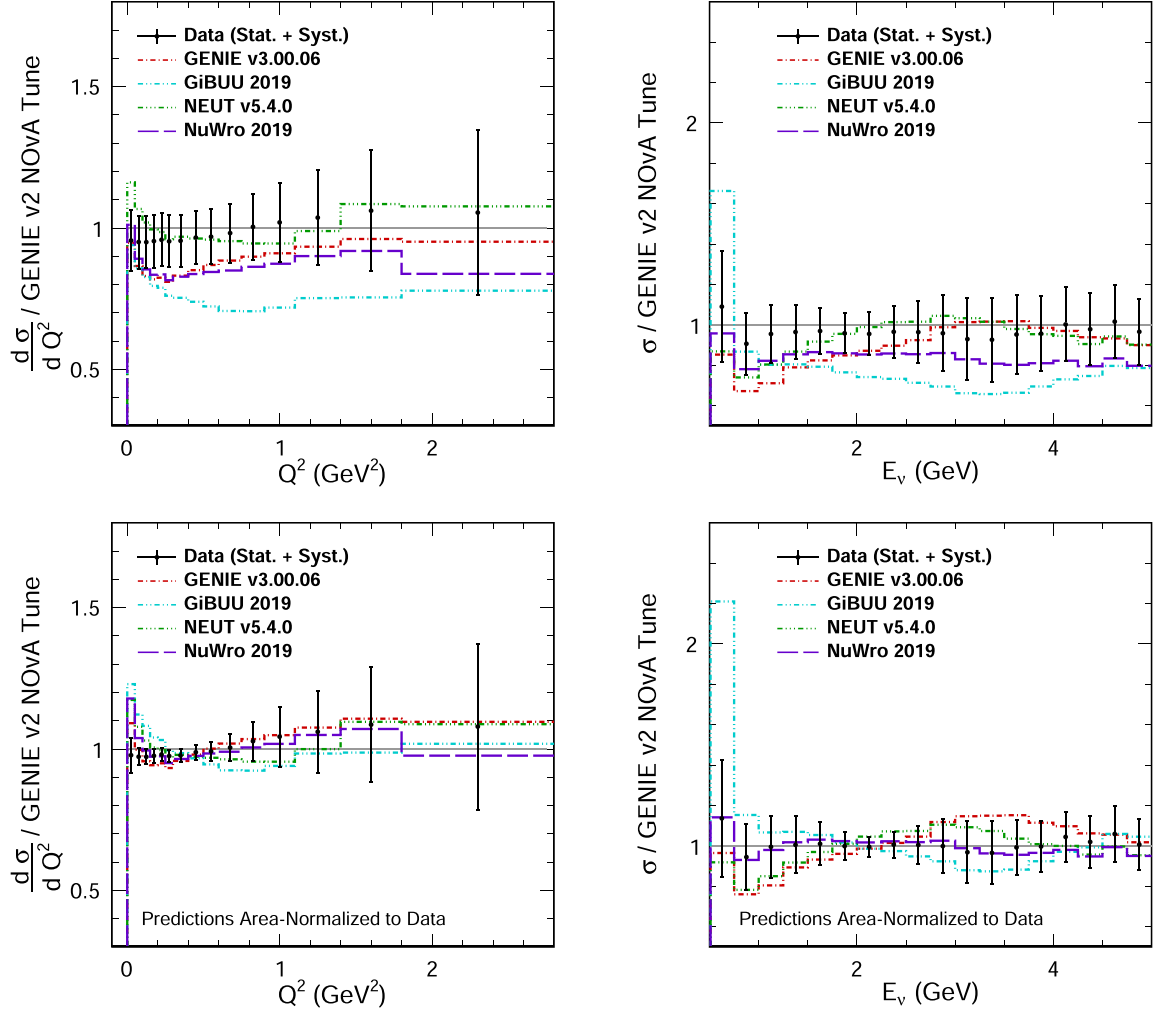 Data (Stat. + Syst.)
GENIE v3.00.06
GiBUU 2019
NEUT v5.4.0
NuWro 2019
1.5
1
0.5
0 1 2
Q² (GeV²)
d σ / d Q² / GENIE v2 NOvA Tune
Data (Stat. + Syst.)
GENIE v3.00.06
GiBUU 2019
NEUT v5.4.0
NuWro 2019
2
1
2 4
Eν (GeV)
σ / GENIE v2 NOvA Tune
Data (Stat. + Syst.)
GENIE v3.00.06
GiBUU 2019
NEUT v5.4.0
NuWro 2019
1.5
1
0.5
Predictions Area-Normalized to Data
0 1 2
Q² (GeV²)
d σ / d Q² / GENIE v2 NOvA Tune
Data (Stat. + Syst.)
GENIE v3.00.06
GiBUU 2019
NEUT v5.4.0
NuWro 2019
2
1
Predictions Area-Normalized to Data
2 4
Eν (GeV)
σ / GENIE v2 NOvA Tune